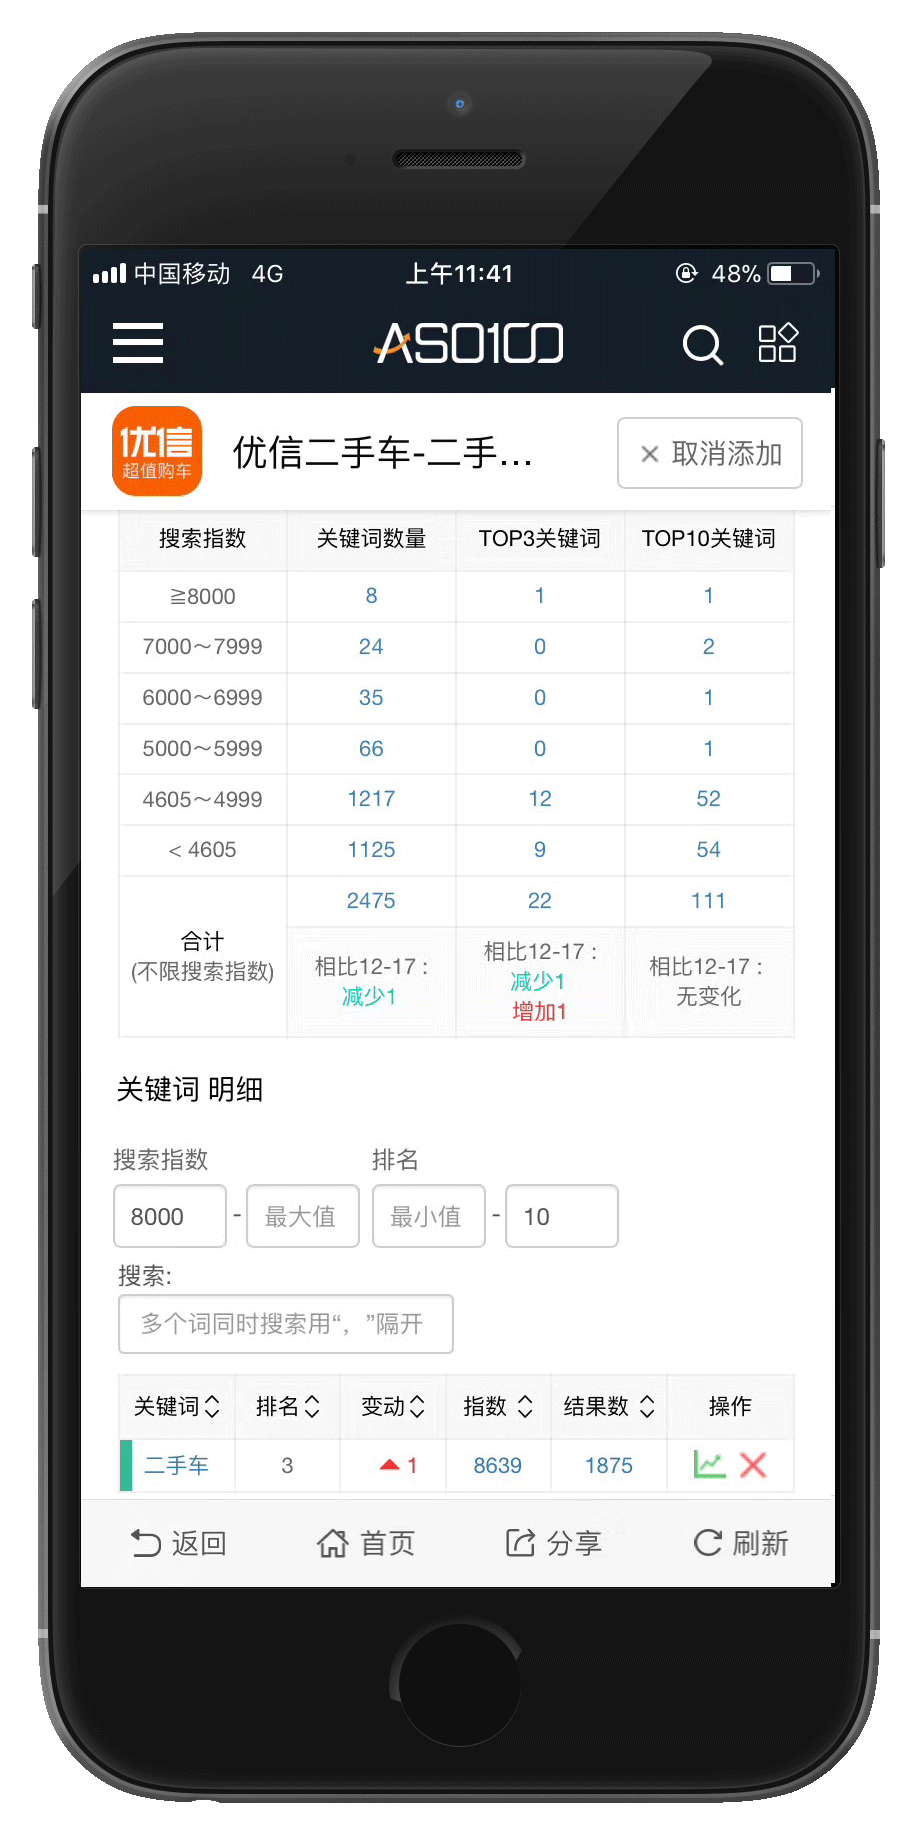 中国移动 4G 上午11:41 48%
ASO100
优信
超值购车
优信二手车-二手... × 取消添加
搜索指数 关键词数量 TOP3关键词 TOP10关键词
≧8000 8 1 1
7000～7999 24 0 2
6000～6999 35 0 1
5000～5999 66 0 1
4605～4999 1217 12 52
< 4605 1125 9 54
合计
(不限搜索指数)
2475 22 111
相比12-17 :
减少1
相比12-17 :
减少1
增加1
相比12-17 :
无变化
关键词 明细
搜索指数 排名
8000 - 最大值 最小值 - 10
搜索:
多个词同时搜索用“，”隔开
关键词 排名 变动 指数 结果数 操作
二手车 3 1 8639 1875
返回 首页 分享 刷新